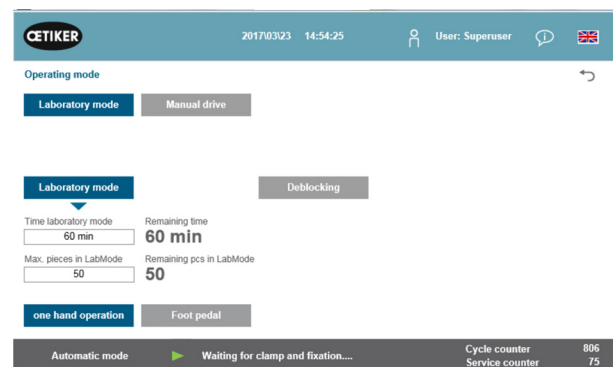 OETIKER 2017\03\23 14:54:25 User: Superuser
Operating mode
Laboratory mode Manual drive
Laboratory mode Deblocking
Time laboratory mode Remaining time
60 min 60 min
Max. pieces in LabMode Remaining pcs in LabMode
50 50
one hand operation Foot pedal
Automatic mode Waiting for clamp and fixation.... Cycle counter 806
Service counter 75